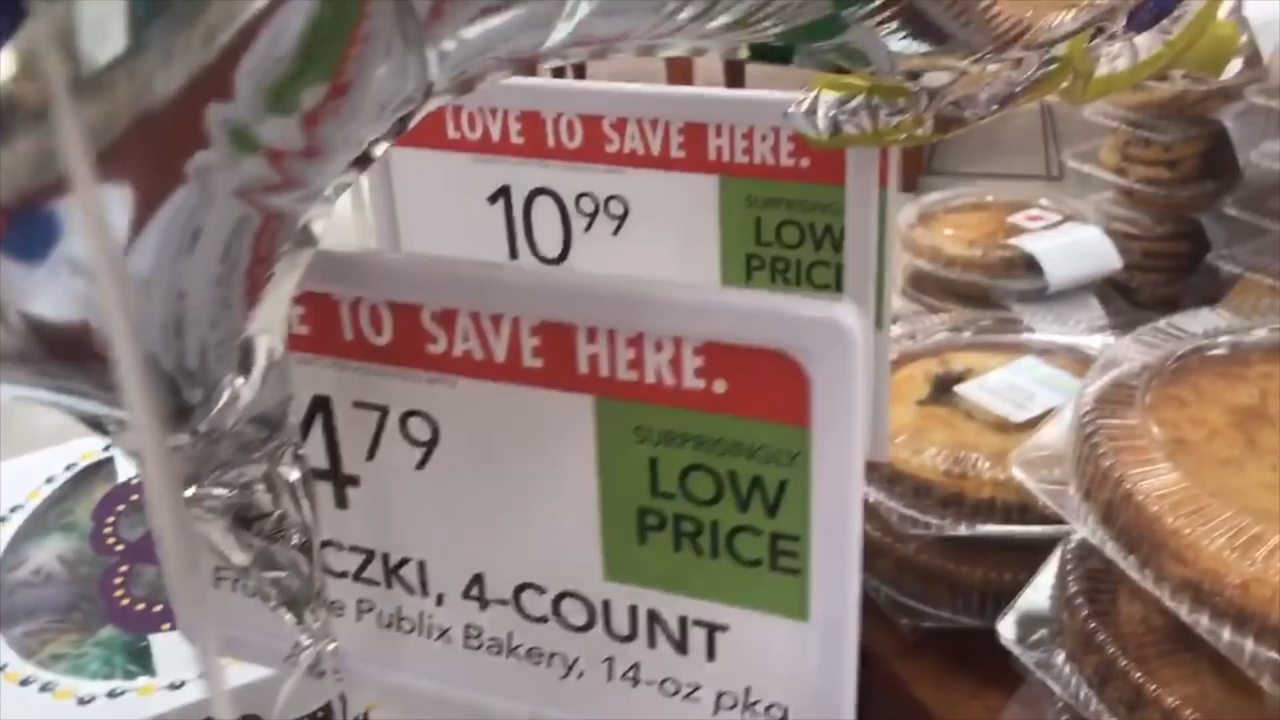 LOVE TO SAVE HERE.
10 99
SURPRISINGLY
LOW
PRICE
TO SAVE HERE.
4 79
SURPRISINGLY
LOW
PRICE
CZKI, 4-COUNT
Publix Bakery, 14-oz pkg